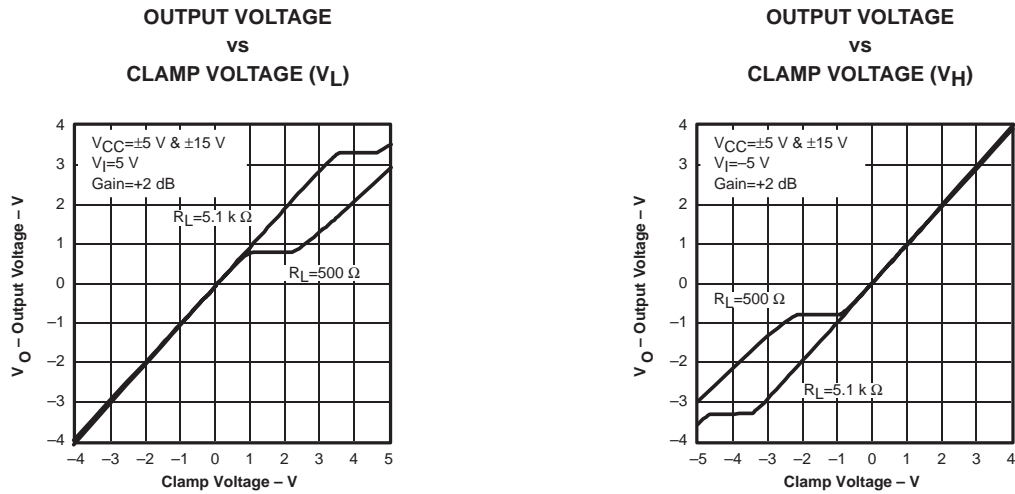 OUTPUT VOLTAGE
vs
CLAMP VOLTAGE (VL)
4
3
2
1
0
–1
–2
–3
–4
VO – Output Voltage – V
VCC=±5 V & ±15 V
VI=5 V
Gain=+2 dB
RL=5.1 k Ω
RL=500 Ω
–4 –3 –2 –1 0 1 2 3 4 5
Clamp Voltage – V
OUTPUT VOLTAGE
vs
CLAMP VOLTAGE (VH)
4
3
2
1
0
–1
–2
–3
–4
VO – Output Voltage – V
VCC=±5 V & ±15 V
VI=–5 V
Gain=+2 dB
RL=500 Ω
RL=5.1 k Ω
–5 –4 –3 –2 –1 0 1 2 3 4
Clamp Voltage – V